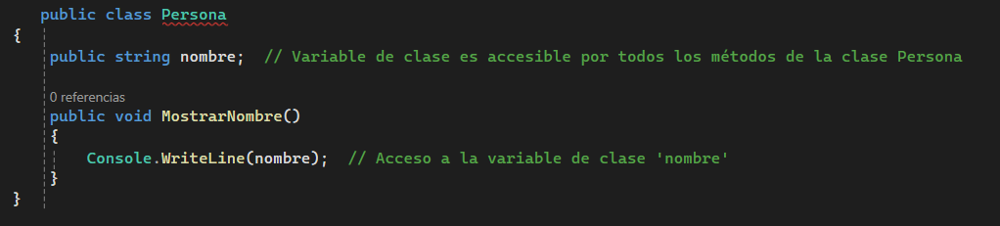 public class Persona
{
public string nombre;  // Variable de clase es accesible por todos los métodos de la clase Persona
0 referencias
public void MostrarNombre()
{
Console.WriteLine(nombre);  // Acceso a la variable de clase 'nombre'
}
}